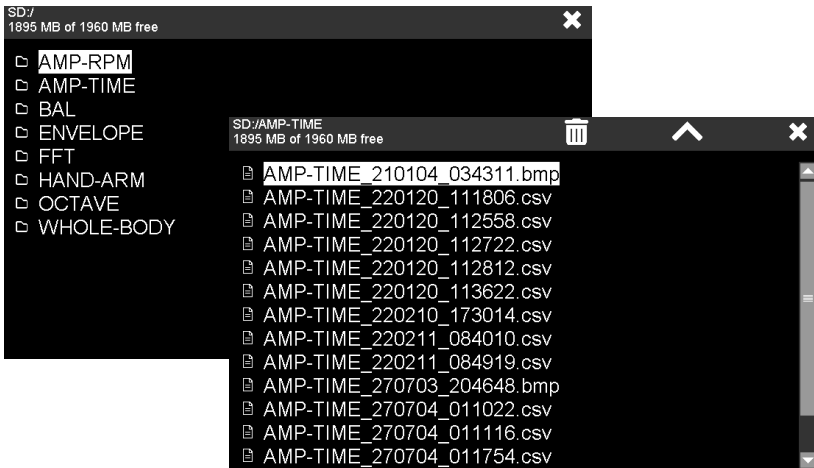 SD:/
1895 MB of 1960 MB free
AMP-RPM
AMP-TIME
BAL
ENVELOPE
FFT
HAND-ARM
OCTAVE
WHOLE-BODY
SD:/AMP-TIME
1895 MB of 1960 MB free
AMP-TIME_210104_034311.bmp
AMP-TIME_220120_111806.csv
AMP-TIME_220120_112558.csv
AMP-TIME_220120_112722.csv
AMP-TIME_220120_112812.csv
AMP-TIME_220120_113622.csv
AMP-TIME_220210_173014.csv
AMP-TIME_220211_084010.csv
AMP-TIME_220211_084919.csv
AMP-TIME_270703_204648.bmp
AMP-TIME_270704_011022.csv
AMP-TIME_270704_011116.csv
AMP-TIME_270704_011754.csv